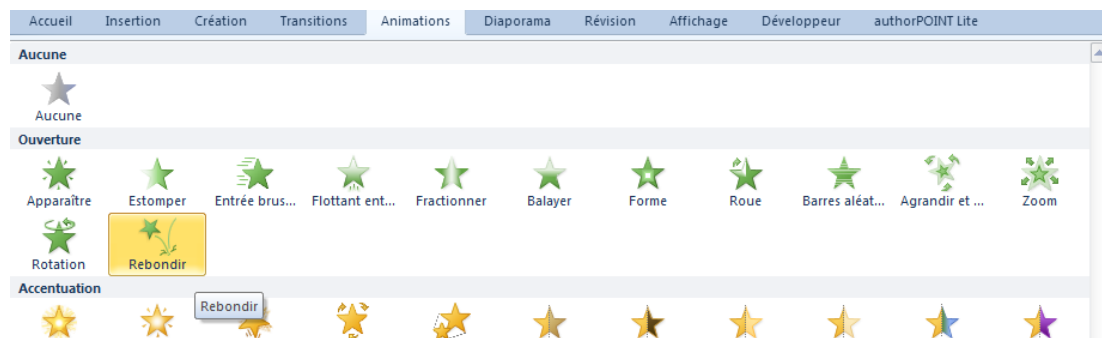 Accueil Insertion Création Transitions Animations Diaporama Révision Affichage Développeur authorPOINT Lite
Aucune
Aucune
Ouverture
Apparaître Estomper Entrée brus... Flottant ent... Fractionner Balayer Forme Roue Barres aléat... Agrandir et ... Zoom
Rotation Rebondir
Accentuation
Rebondir